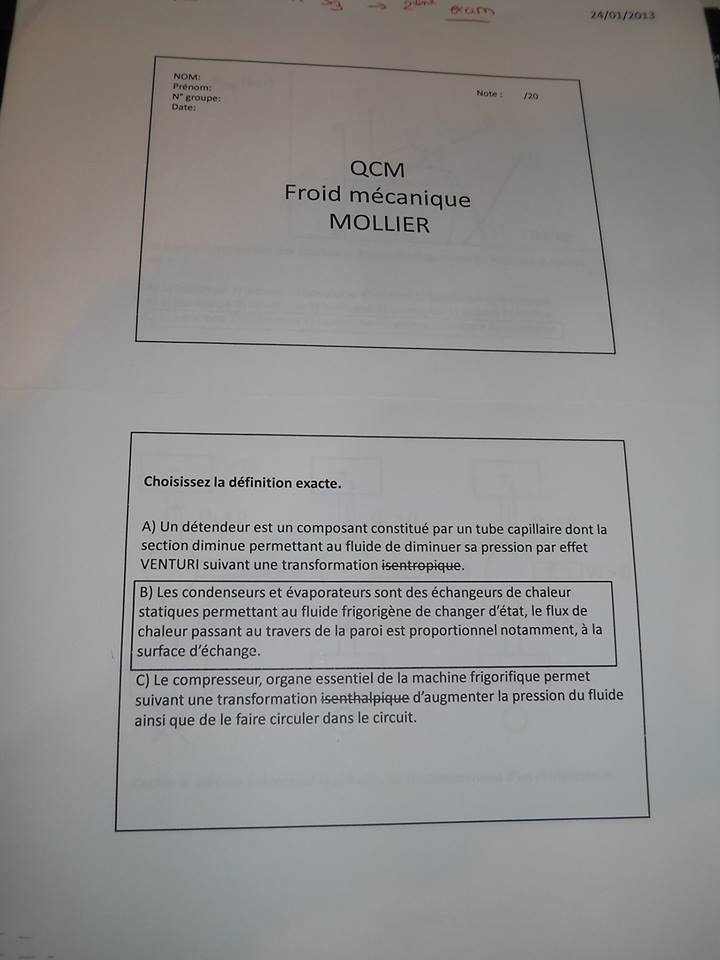 S3 → 2ème exam
24/01/2013
NOM:
Prénom:
N° groupe:
Date:
Note : /20
QCM
Froid mécanique
MOLLIER
Choisissez la définition exacte.
A) Un détendeur est un composant constitué par un tube capillaire dont la
section diminue permettant au fluide de diminuer sa pression par effet
VENTURI suivant une transformation isentropique.
B) Les condenseurs et évaporateurs sont des échangeurs de chaleur
statiques permettant au fluide frigorigène de changer d'état, le flux de
chaleur passant au travers de la paroi est proportionnel notamment, à la
surface d'échange.
C) Le compresseur, organe essentiel de la machine frigorifique permet
suivant une transformation isenthalpique d'augmenter la pression du fluide
ainsi que de le faire circuler dans le circuit.